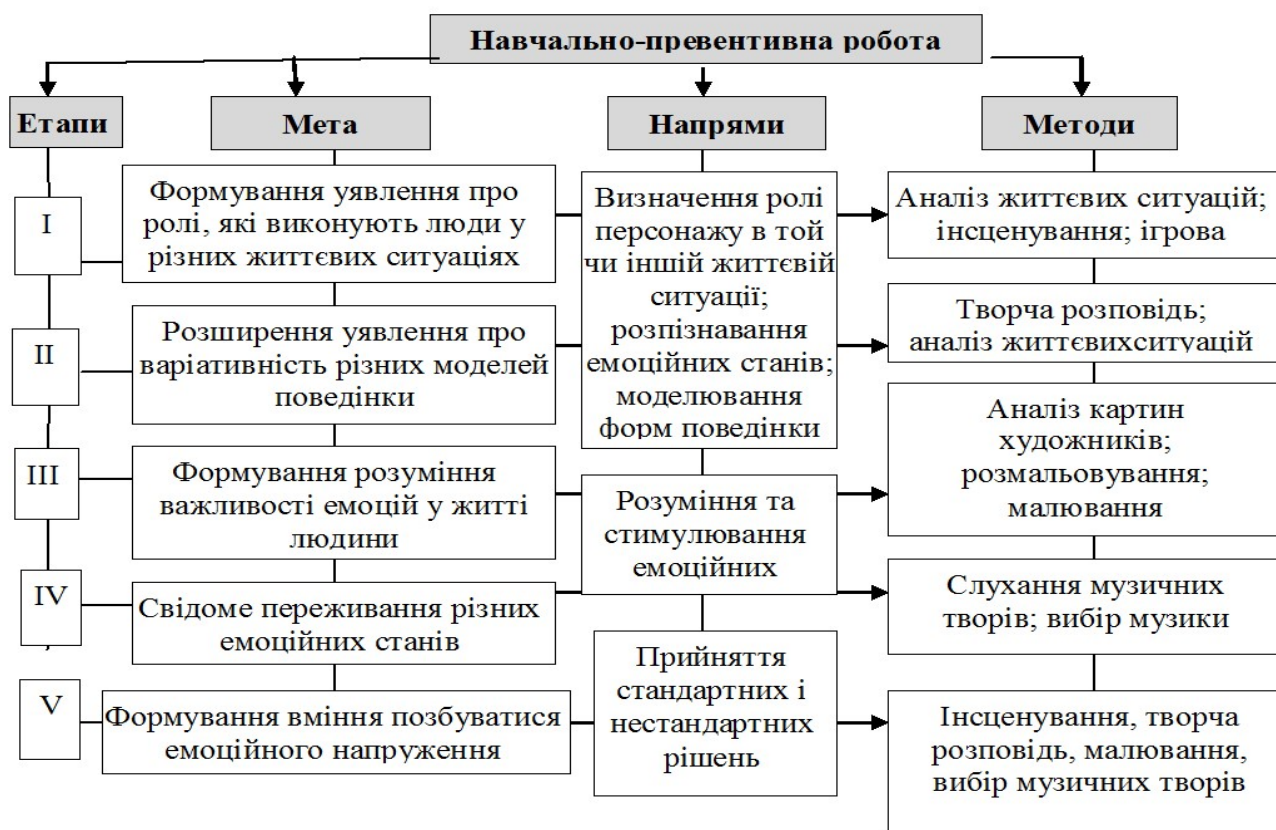 Навчально-превентивна робота
Етапи
Мета
Напрями
Методи
I
Формування уявлення про
ролі, які виконують люди у
різних життєвих ситуаціях
Визначення ролі
персонажу в той
чи іншій життєвій
ситуації;
розпізнавання
емоційних станів;
моделювання
форм поведінки
Аналіз життєвих ситуацій;
інсценування; ігрова
II
Розширення уявлення про
варіативність різних моделей
поведінки
Творча розповідь;
аналіз життєвихситуацій
III
Формування розуміння
важливості емоцій у житті
людини
Розуміння та
стимулювання
емоційних
Аналіз картин
художників;
розмальовування;
малювання
IV
Свідоме переживання різних
емоційних станів
Слухання музичних
творів; вибір музики
V
Формування вміння позбуватися
емоційного напруження
Прийняття
стандартних і
нестандартних
рішень
Інсценування, творча
розповідь, малювання,
вибір музичних творів